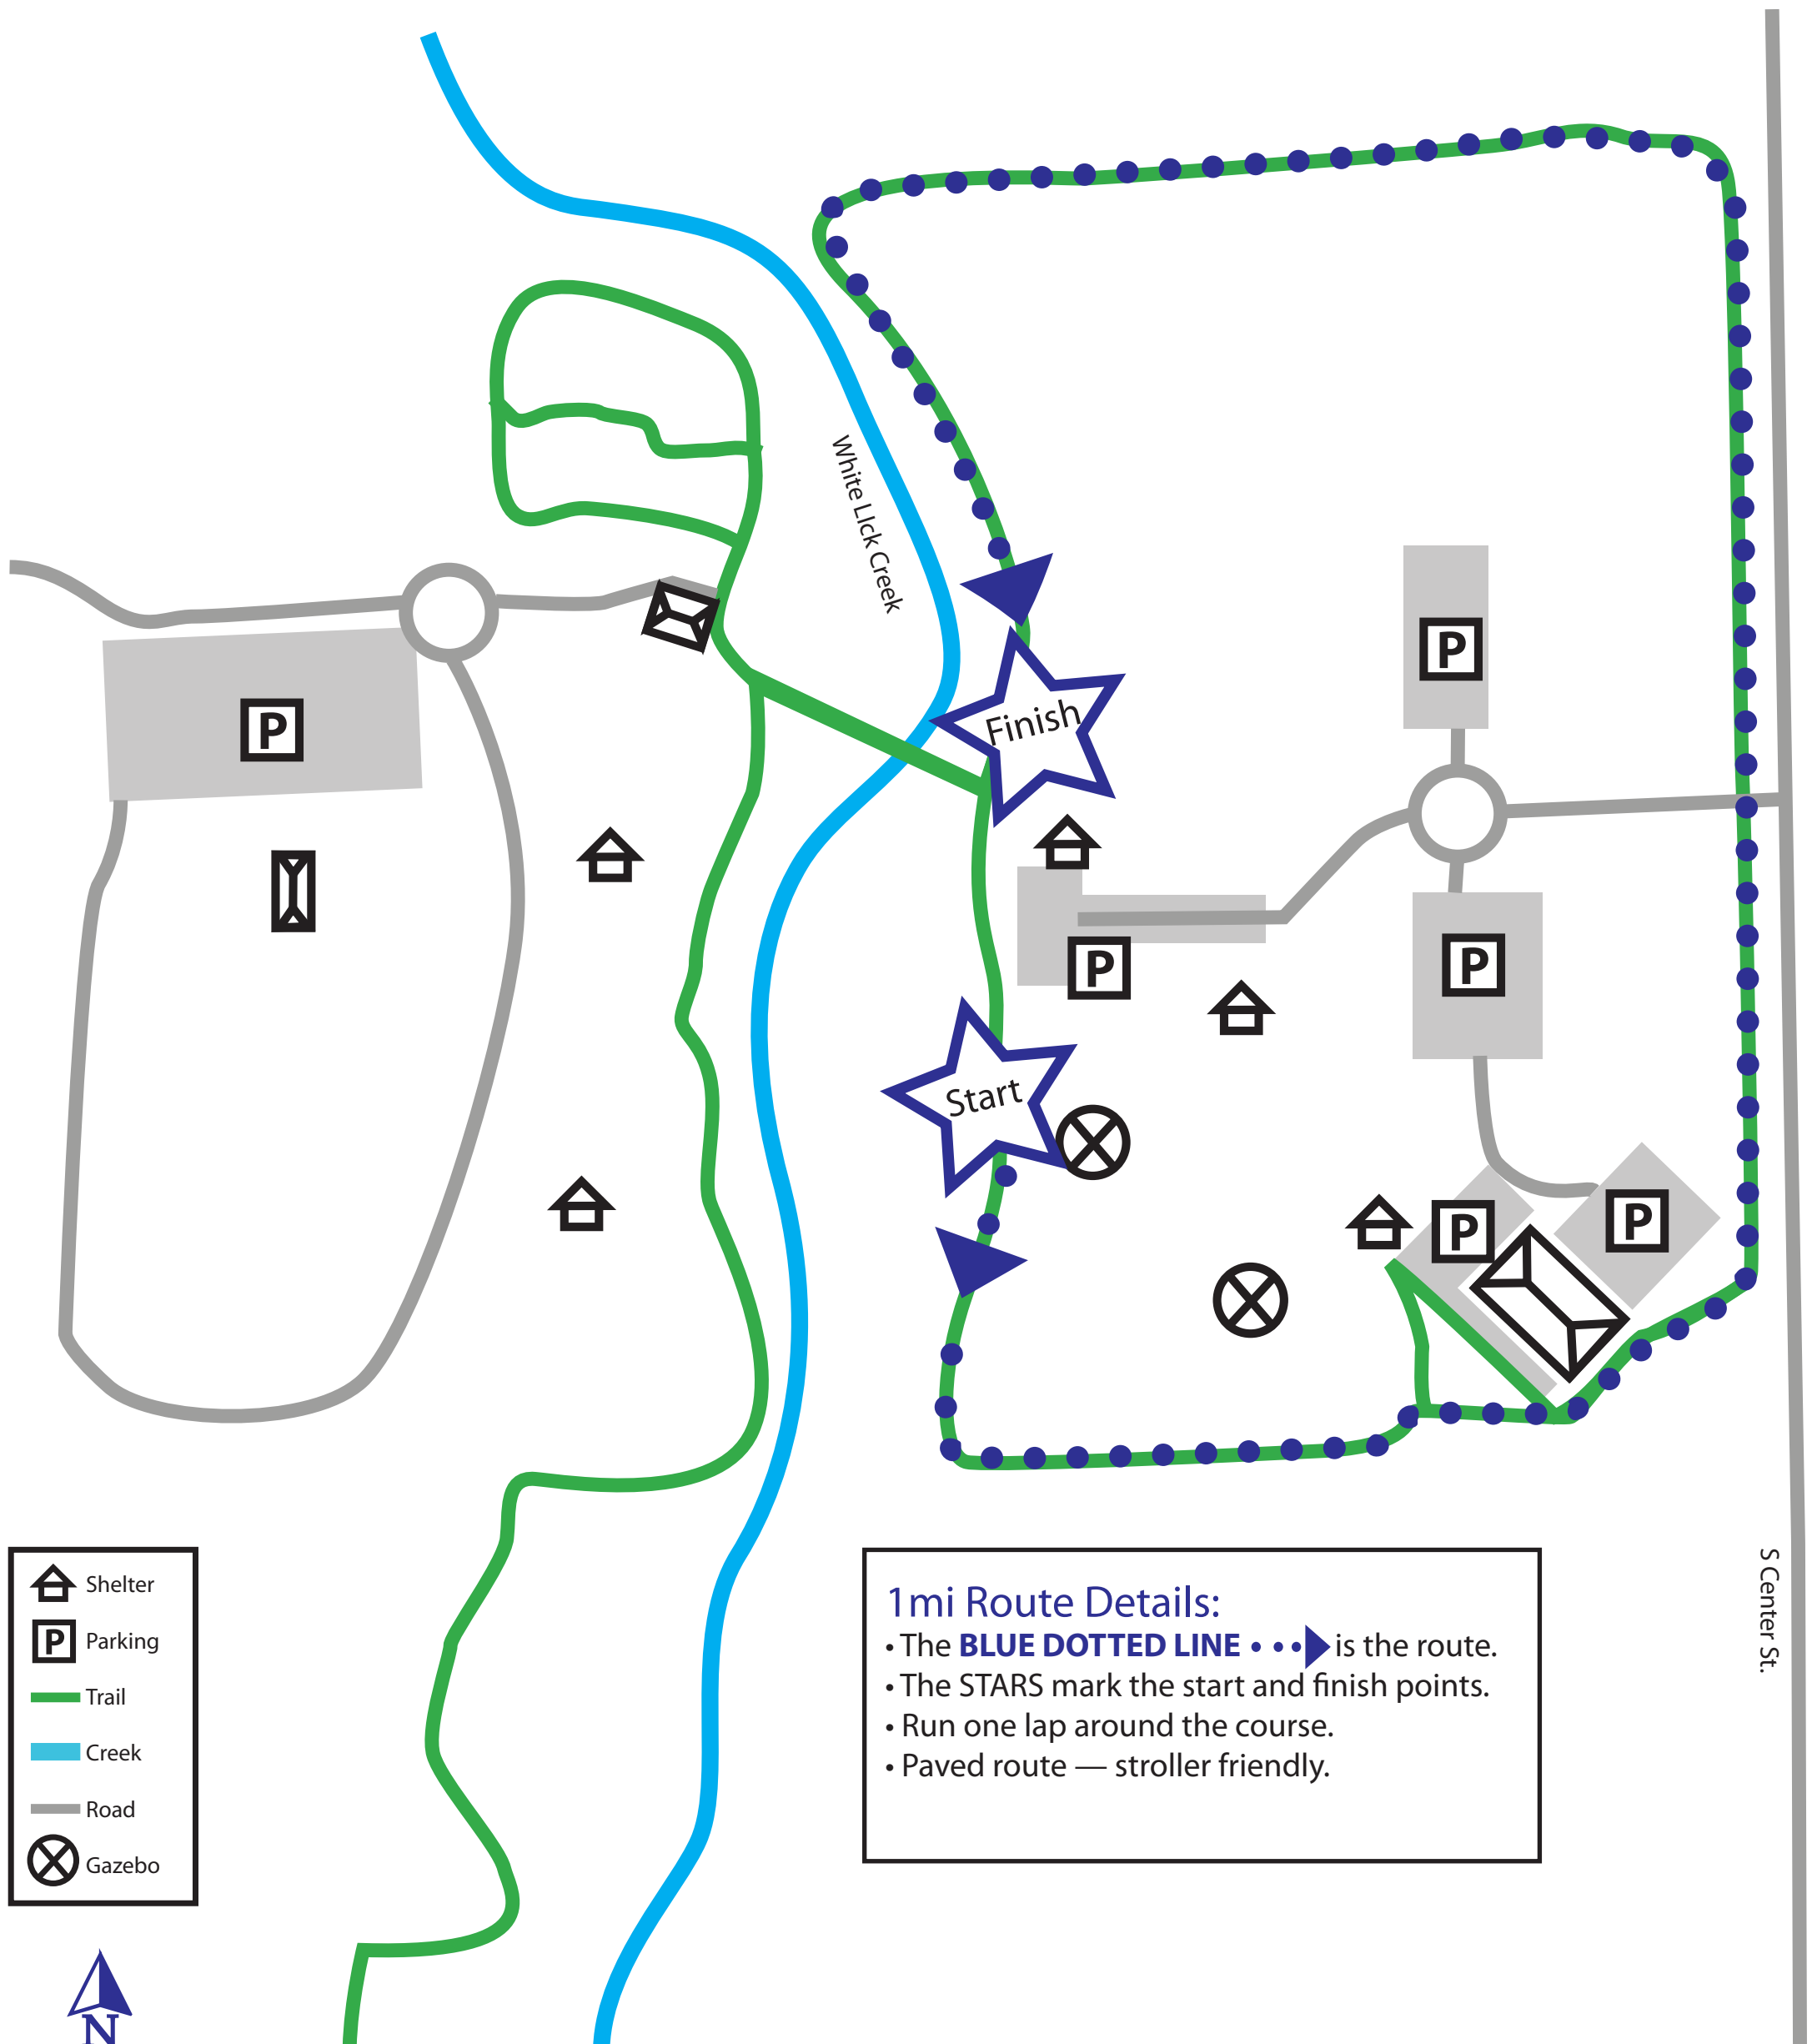 White LIck Creek
P
Finish
P
P
P
Start
P
P
S Center St.
Shelter
P Parking
Trail
Creek
Road
Gazebo
N
1mi Route Details:
• The BLUE DOTTED LINE is the route.
• The STARS mark the start and finish points.
• Run one lap around the course.
• Paved route — stroller friendly.